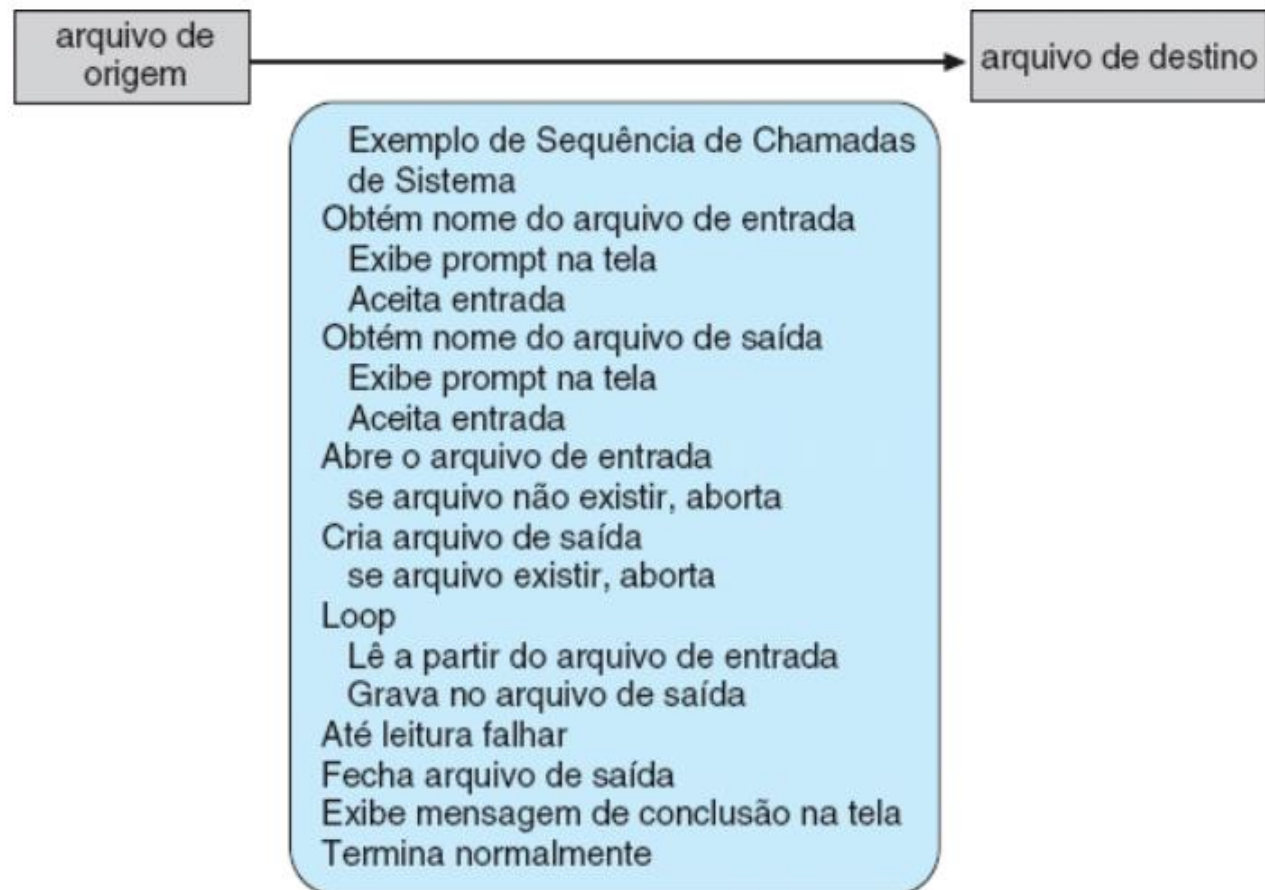 arquivo de
origem
arquivo de destino
Exemplo de Sequência de Chamadas
de Sistema
Obtém nome do arquivo de entrada
Exibe prompt na tela
Aceita entrada
Obtém nome do arquivo de saída
Exibe prompt na tela
Aceita entrada
Abre o arquivo de entrada
se arquivo não existir, aborta
Cria arquivo de saída
se arquivo existir, aborta
Loop
Lê a partir do arquivo de entrada
Grava no arquivo de saída
Até leitura falhar
Fecha arquivo de saída
Exibe mensagem de conclusão na tela
Termina normalmente